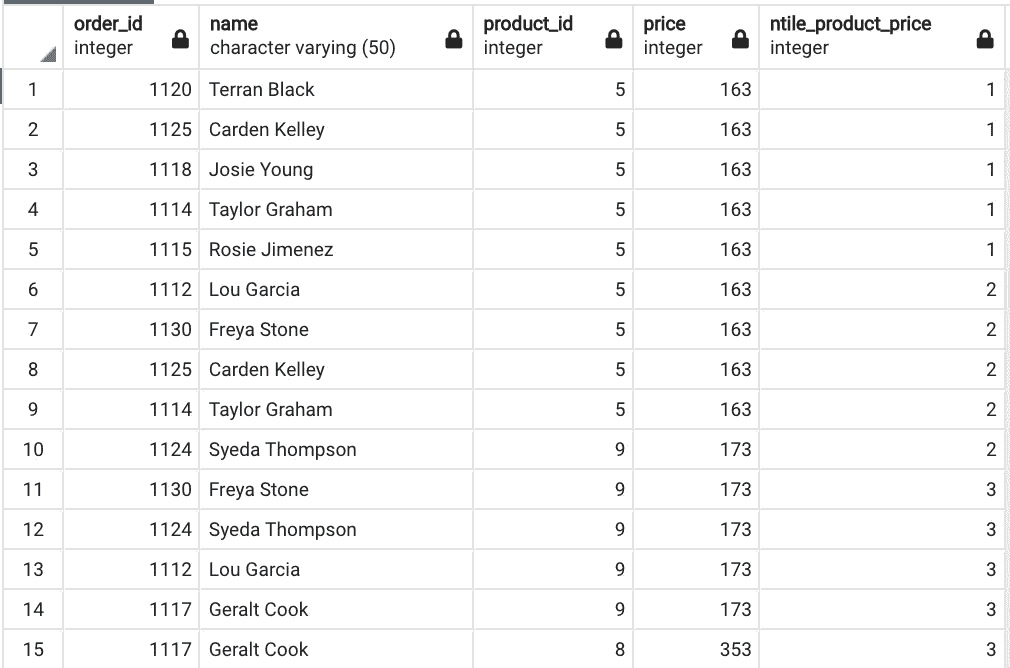 order_id name product_id price ntile_product_price
integer character varying (50) integer integer integer
1 1120 Terran Black 5 163 1
2 1125 Carden Kelley 5 163 1
3 1118 Josie Young 5 163 1
4 1114 Taylor Graham 5 163 1
5 1115 Rosie Jimenez 5 163 1
6 1112 Lou Garcia 5 163 2
7 1130 Freya Stone 5 163 2
8 1125 Carden Kelley 5 163 2
9 1114 Taylor Graham 5 163 2
10 1124 Syeda Thompson 9 173 2
11 1130 Freya Stone 9 173 3
12 1124 Syeda Thompson 9 173 3
13 1112 Lou Garcia 9 173 3
14 1117 Geralt Cook 9 173 3
15 1117 Geralt Cook 8 353 3